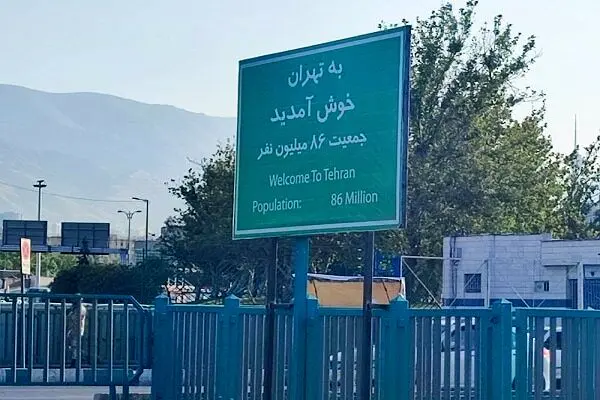 به تهران
خوش آمدید
جمعیت ۸۶ میلیون نفر
Welcome To Tehran
Population: 86 Million